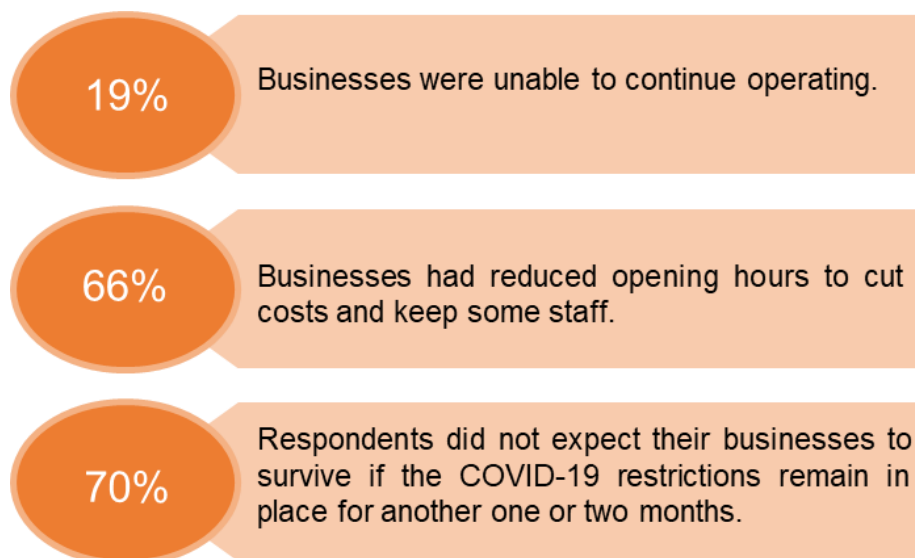 19%
Businesses were unable to continue operating.
66%
Businesses had reduced opening hours to cut
costs and keep some staff.
70%
Respondents did not expect their businesses to
survive if the COVID-19 restrictions remain in
place for another one or two months.